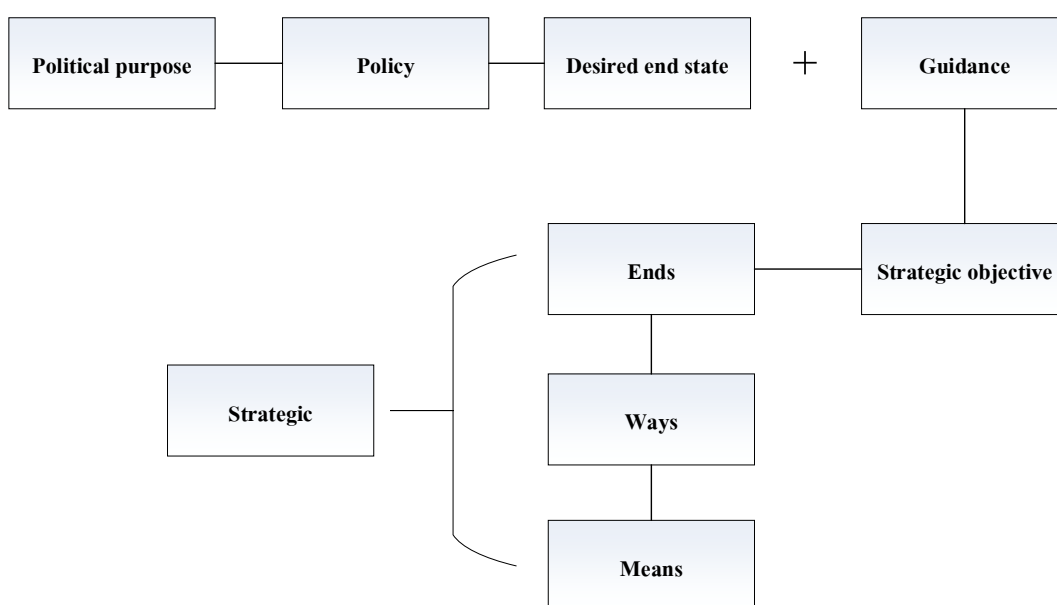 Political purpose
Policy
Desired end state
+
Guidance
Ends
Strategic objective
Strategic
Ways
Means